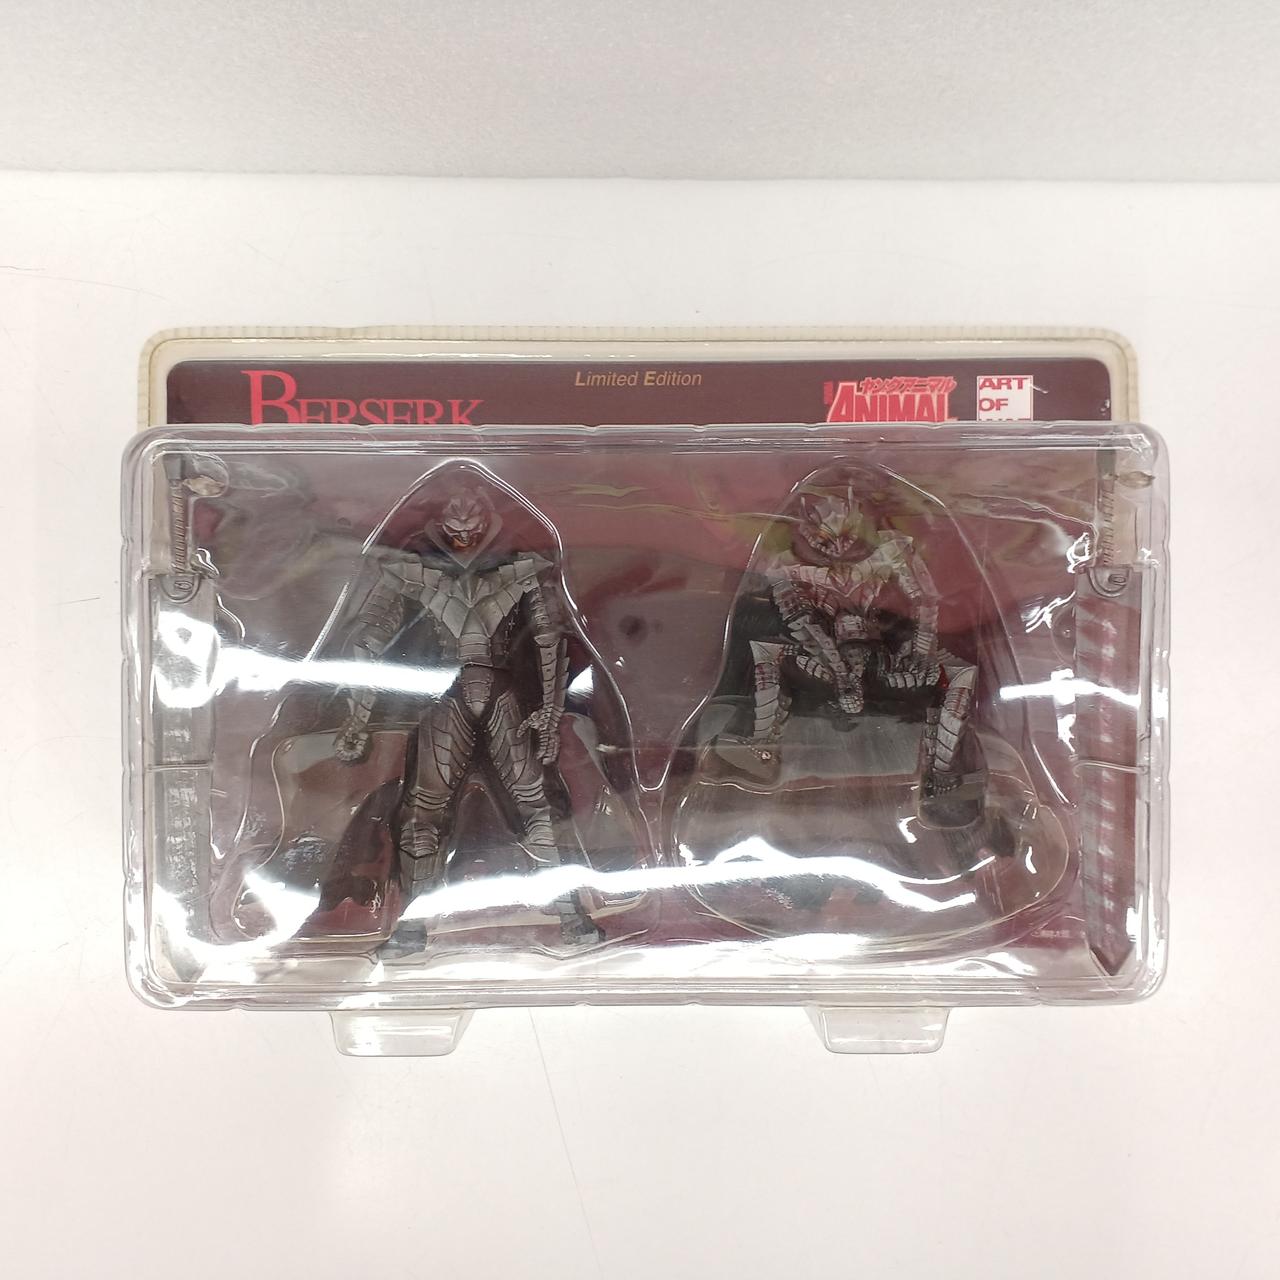 BERSERK
Limited Edition
ヤングアニマル
ANIMAL
ART
OF